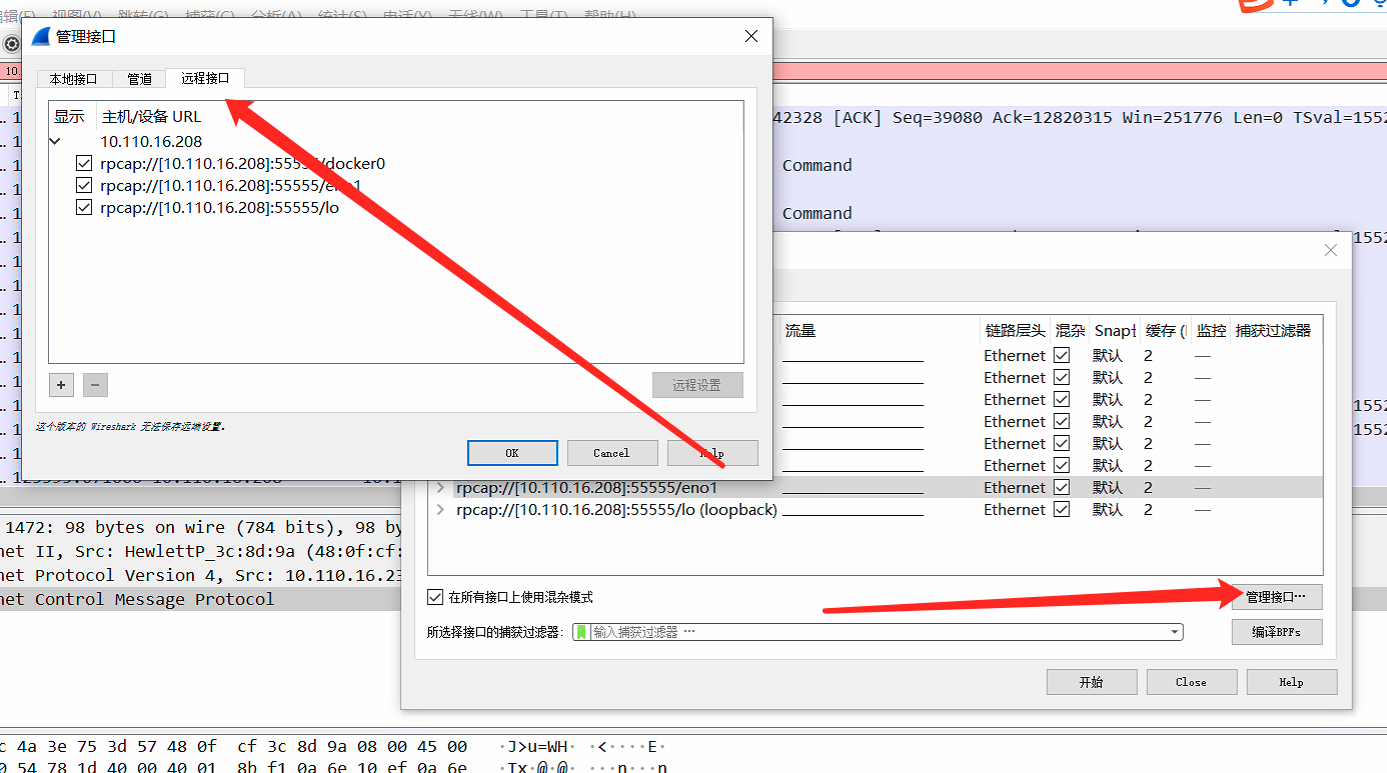 编辑(E) 视图(V) 跳转(G) 捕获(C) 分析(A) 统计(S) 电话(Y) 无线(W) 工具(T) 帮助(H)
管理接口
本地接口 管道 远程接口
显示 主机/设备 URL
10.110.16.208
rpcap://[10.110.16.208]:55555/docker0
rpcap://[10.110.16.208]:55555/eno1
rpcap://[10.110.16.208]:55555/lo
+ −
远程设置
这个版本的 Wireshark 无法保存远端设置。
OK Cancel Help
42328 [ACK] Seq=39080 Ack=12820315 Win=251776 Len=0 TSval=1552
Command
Command
流量 链路层头 混杂 Snap 缓存 监控 捕获过滤器
Ethernet 默认 2 —
Ethernet 默认 2 —
Ethernet 默认 2 —
Ethernet 默认 2 —
Ethernet 默认 2 —
Ethernet 默认 2 —
rpcap://[10.110.16.208]:55555/eno1 Ethernet 默认 2 —
rpcap://[10.110.16.208]:55555/lo (loopback) Ethernet 默认 2 —
在所有接口上使用混杂模式
管理接口…
所选择接口的捕获过滤器: 输入捕获过滤器 …
编译BPFs
开始 Close Help
1472: 98 bytes on wire (784 bits), 98 by
net II, Src: HewlettP_3c:8d:9a (48:0f:cf:
net Protocol Version 4, Src: 10.110.16.23
net Control Message Protocol
c 4a 3e 75 3d 57 48 0f cf 3c 8d 9a 08 00 45 00 ·J>u=WH· ·<····E·
0 54 78 1d 40 00 40 01 8b f1 0a 6e 10 ef 0a 6e ·Tx·@·@· ···n···n